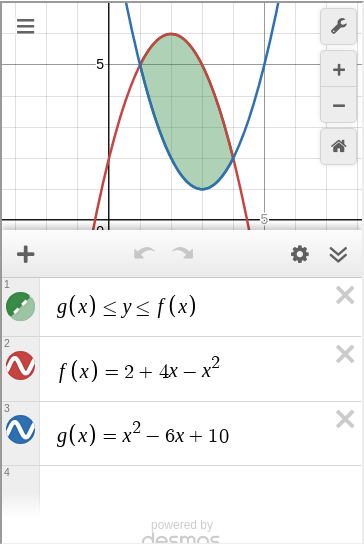 5
5
0
1
g(x) ≤ y ≤ f(x)
2
f(x) = 2 + 4x − x²
3
g(x) = x² − 6x + 10
4
powered by
desmos